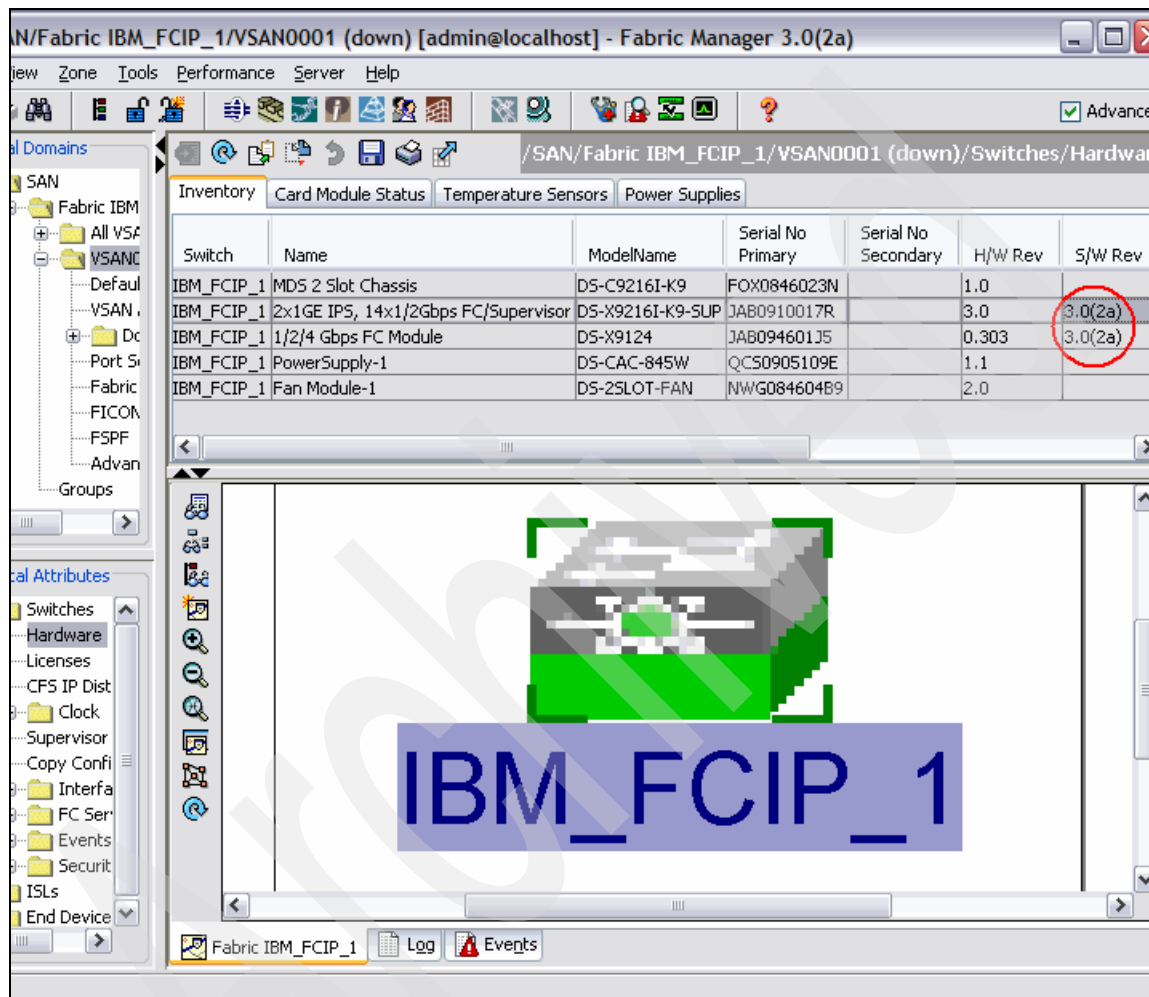 AN/Fabric IBM_FCIP_1/VSAN0001 (down) [admin@localhost] - Fabric Manager 3.0(2a)
iew Zone Tools Performance Server Help
Advance
al Domains
/SAN/Fabric IBM_FCIP_1/VSAN0001 (down)/Switches/Hardwar
SAN
Fabric IBM
All VSA
VSANC
Defaul
VSAN
Do
Port S
Fabric
FICON
FSPF
Advan
Groups
Inventory Card Module Status Temperature Sensors Power Supplies
Switch Name ModelName Serial No Primary Serial No Secondary H/W Rev S/W Rev
IBM_FCIP_1 MDS 2 Slot Chassis DS-C9216I-K9 FOX0846023N 1.0
IBM_FCIP_1 2x1GE IPS, 14x1/2Gbps FC/Supervisor DS-X9216I-K9-SUP JAB0910017R 3.0 3.0(2a)
IBM_FCIP_1 1/2/4 Gbps FC Module DS-X9124 JAB094601J5 0.303 3.0(2a)
IBM_FCIP_1 PowerSupply-1 DS-CAC-845W QCS0905109E 1.1
IBM_FCIP_1 Fan Module-1 DS-2SLOT-FAN NWG084604B9 2.0
cal Attributes
Switches
Hardware
Licenses
CFS IP Dist
Clock
Supervisor
Copy Confi
Interfa
FC Ser
Events
Securit
ISLs
End Device
IBM_FCIP_1
Fabric IBM_FCIP_1 Log Events
Archived